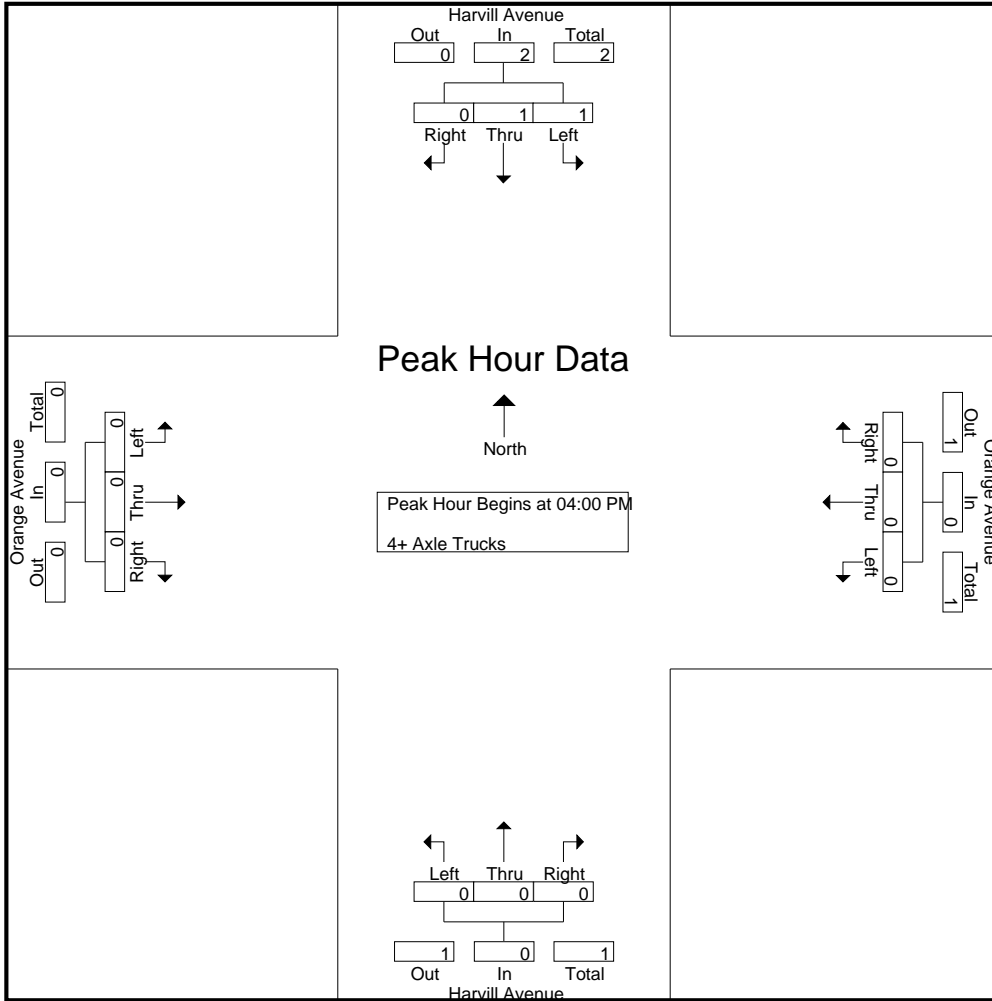 Harvill Avenue
Out In Total
0 2 2
0 1 1
Right Thru Left
Peak Hour Data
North
Peak Hour Begins at 04:00 PM
4+ Axle Trucks
Orange Avenue
Total In Out
0 0 0
0 0 0
Left Thru Right
Right Thru Left
0 0 0
Out In Total
1 0 1
Orange Avenue
Left Thru Right
0 0 0
1 0 1
Out In Total
Harvill Avenue